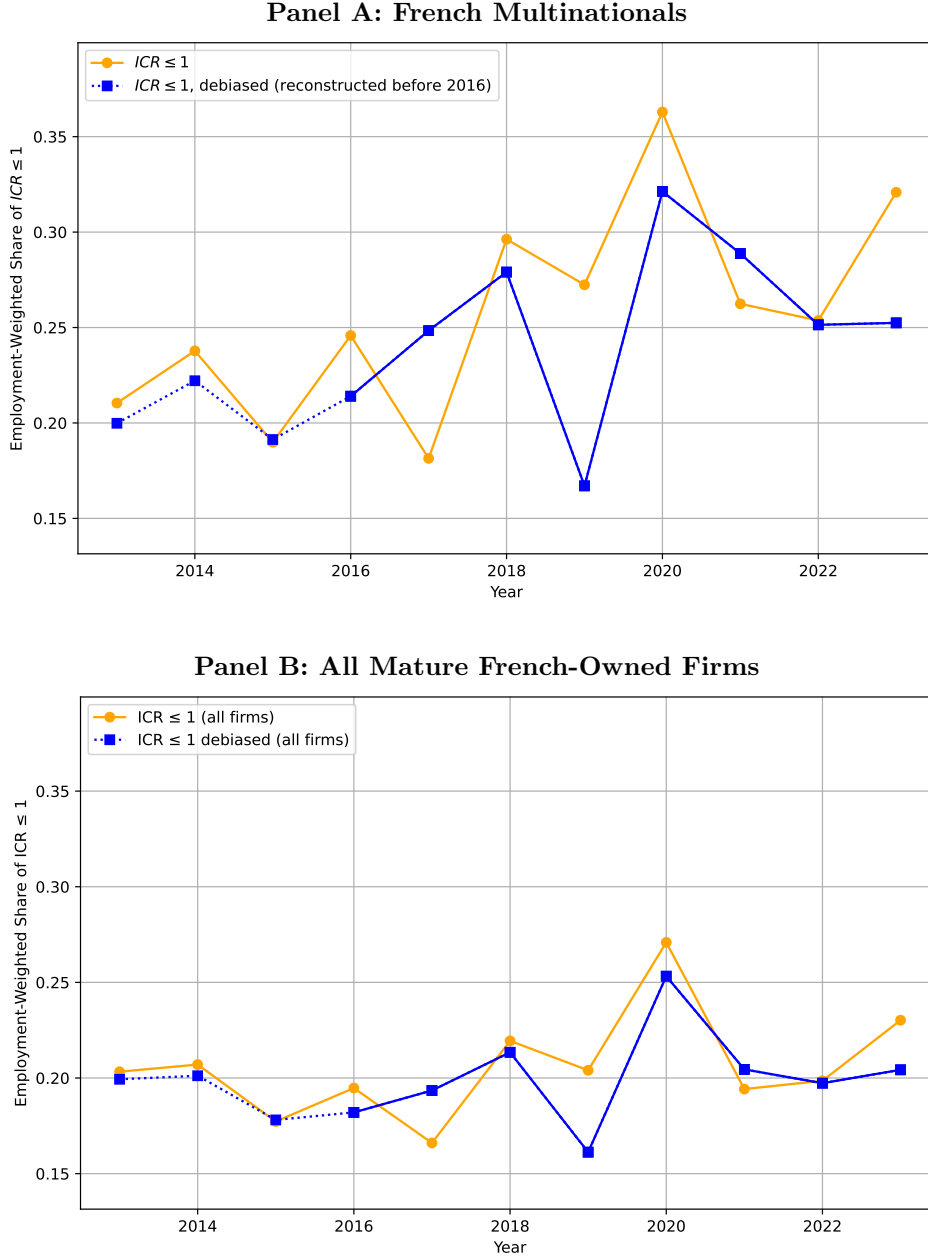 Panel A: French Multinationals
ICR ≤ 1
ICR ≤ 1, debiased (reconstructed before 2016)
Employment-Weighted Share of ICR ≤ 1
0.35
0.30
0.25
0.20
0.15
2014 2016 2018 2020 2022
Year
Panel B: All Mature French-Owned Firms
ICR ≤ 1 (all firms)
ICR ≤ 1 debiased (all firms)
Employment-Weighted Share of ICR ≤ 1
0.35
0.30
0.25
0.20
0.15
2014 2016 2018 2020 2022
Year